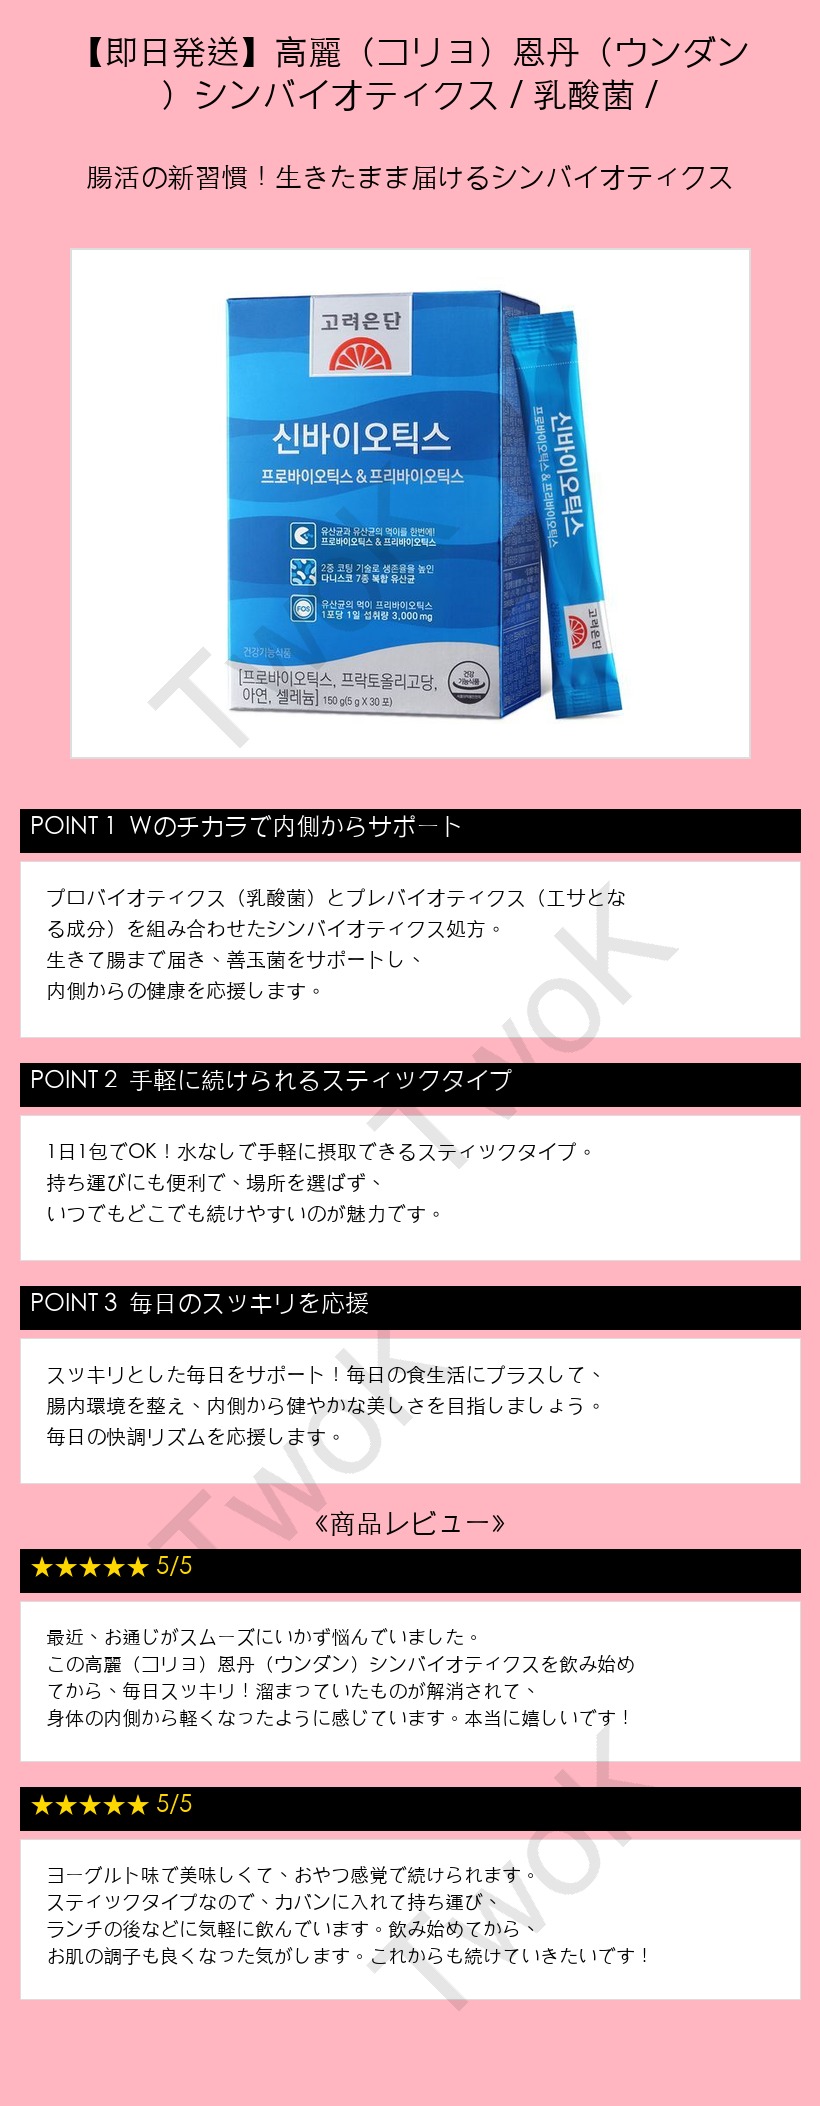 【即日発送】高麗（コリョ）恩丹（ウンダン
）シンバイオティクス / 乳酸菌 /
腸活の新習慣！生きたまま届けるシンバイオティクス
고려은단
신바이오틱스
프로바이오틱스 & 프리바이오틱스
유산균과 유산균의 먹이를 한번에!
프로바이오틱스 & 프리바이오틱스
2중 코팅 기술로 생존율을 높인
다니스코 7종 복합 유산균
FOS
유산균의 먹이 프리바이오틱스
1포당 1일 섭취량 3,000 mg
건강기능식품
[프로바이오틱스, 프락토올리고당,
아연, 셀레늄] 150 g(5 g X 30 포)
건강
기능식품
신바이오틱스
프로바이오틱스 & 프리바이오틱스
고려은단
TwoK
POINT 1 Wのチカラで内側からサポート
プロバイオティクス（乳酸菌）とプレバイオティクス（エサとな
る成分）を組み合わせたシンバイオティクス処方。
生きて腸まで届き、善玉菌をサポートし、
内側からの健康を応援します。
TwoK
POINT 2 手軽に続けられるスティックタイプ
1日1包でOK！水なしで手軽に摂取できるスティックタイプ。
持ち運びにも便利で、場所を選ばず、
いつでもどこでも続けやすいのが魅力です。
POINT 3 毎日のスッキリを応援
スッキリとした毎日をサポート！毎日の食生活にプラスして、
腸内環境を整え、内側から健やかな美しさを目指しましょう。
毎日の快調リズムを応援します。
TwoK
《商品レビュー》
★★★★★ 5/5
最近、お通じがスムーズにいかず悩んでいました。
この高麗（コリョ）恩丹（ウンダン）シンバイオティクスを飲み始め
てから、毎日スッキリ！溜まっていたものが解消されて、
身体の内側から軽くなったように感じています。本当に嬉しいです！
★★★★★ 5/5
ヨーグルト味で美味しくて、おやつ感覚で続けられます。
スティックタイプなので、カバンに入れて持ち運び、
ランチの後などに気軽に飲んでいます。飲み始めてから、
お肌の調子も良くなった気がします。これからも続けていきたいです！
TwoK